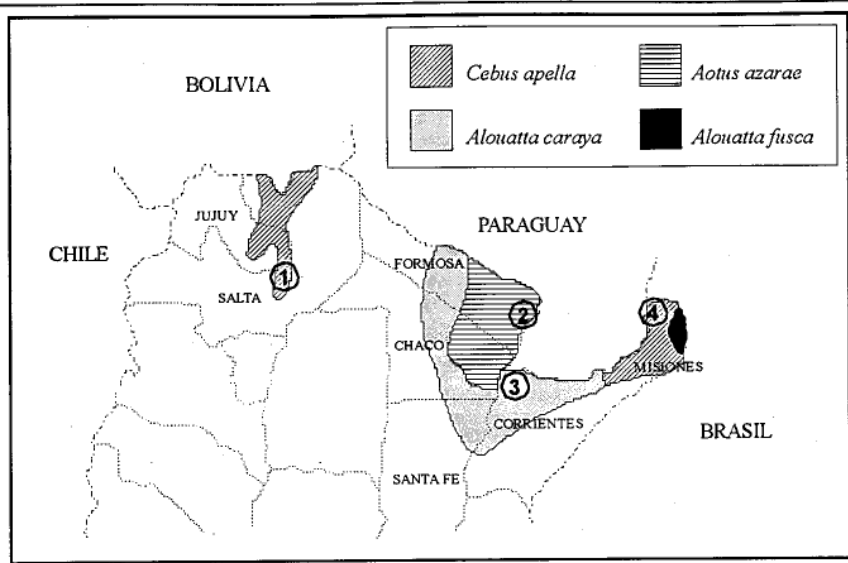 Cebus apella
Aotus azarae
Alouatta caraya
Alouatta fusca
BOLIVIA
JUJUY
PARAGUAY
CHILE
FORMOSA
1
SALTA
2
4
CHACO
MISIONES
3
CORRIENTES
BRASIL
SANTA FE